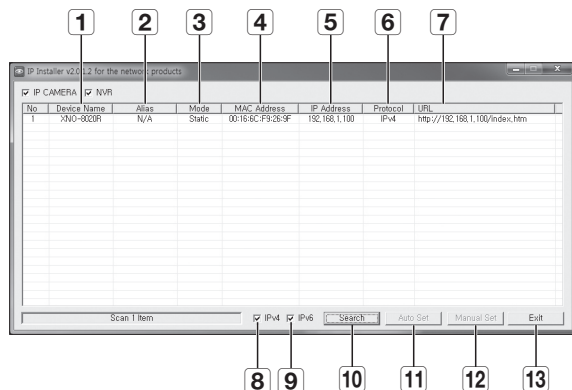 1 2 3 4 5 6 7
IP Installer v2.0.1.2 for the network products
IP CAMERA NVR
No Device Name Alias Mode MAC Address IP Address Protocol URL
1 XNO-8020R N/A Static 00:16:6C:F9:26:9F 192,168,1,100 IPv4 http://192,168,1,100/index,htm
Scan 1 Item IPv4 IPv6 Search Auto Set Manual Set Exit
8 9 10 11 12 13